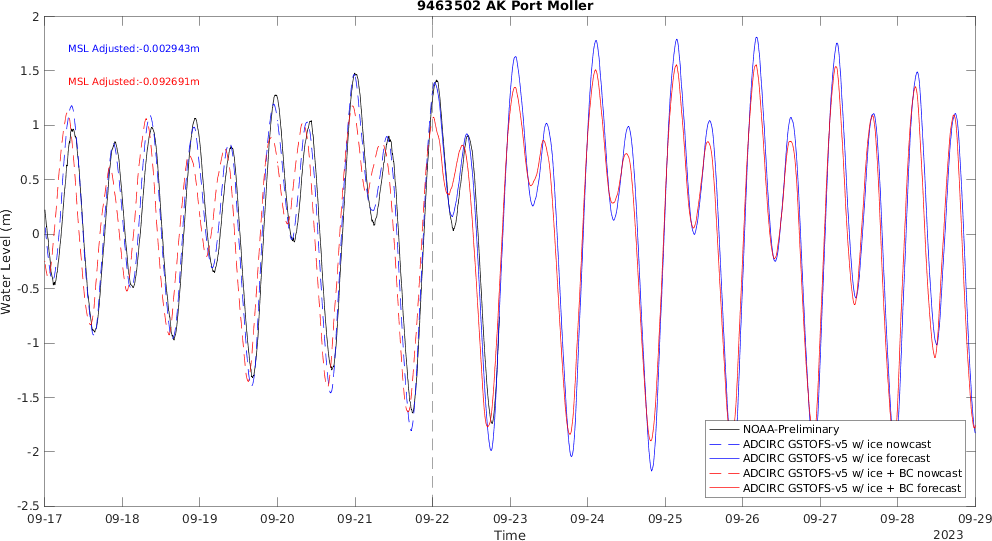 9463502 AK Port Moller
MSL Adjusted:-0.002943m
MSL Adjusted:-0.092691m
Water Level (m)
2
1.5
1
0.5
0
-0.5
-1
-1.5
-2
-2.5
NOAA-Preliminary
ADCIRC GSTOFS-v5 w/ ice nowcast
ADCIRC GSTOFS-v5 w/ ice forecast
ADCIRC GSTOFS-v5 w/ ice + BC nowcast
ADCIRC GSTOFS-v5 w/ ice + BC forecast
09-17 09-18 09-19 09-20 09-21 09-22 09-23 09-24 09-25 09-26 09-27 09-28 09-29
Time
2023